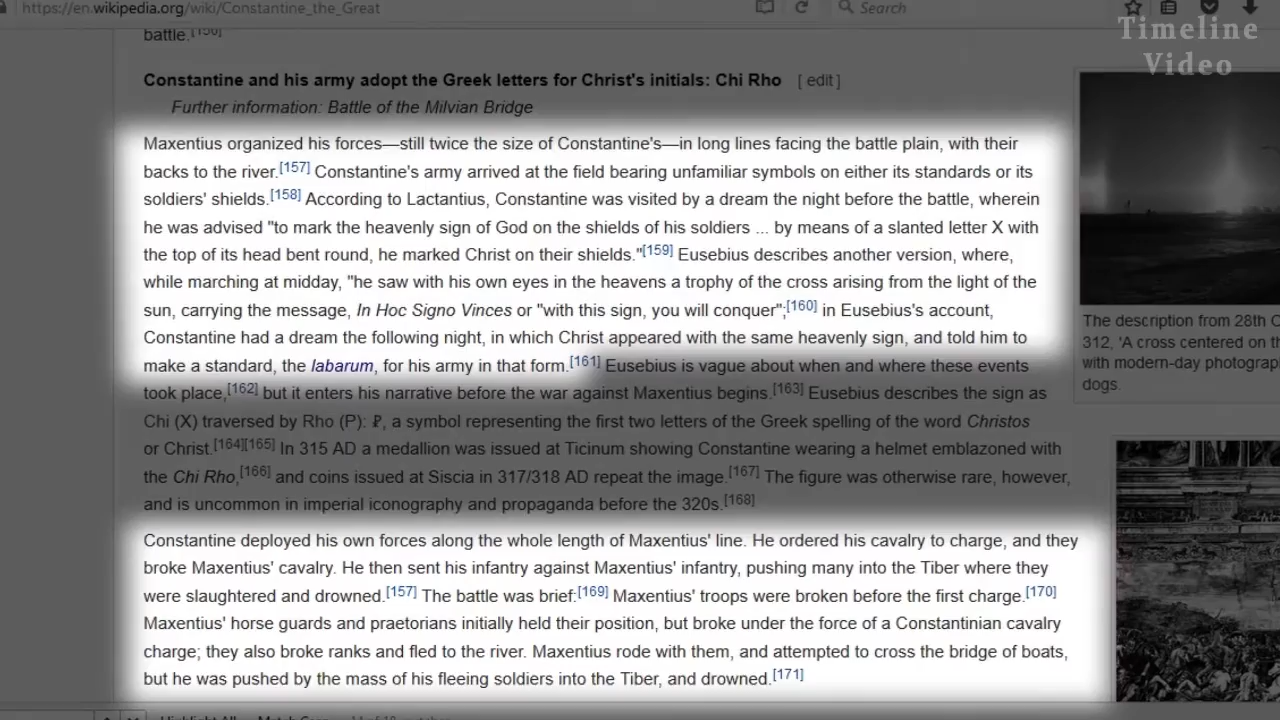 https://en.wikipedia.org/wiki/Constantine_the_Great
Search
Timeline
Video
battle.[156]
Constantine and his army adopt the Greek letters for Christ's initials: Chi Rho [ edit ]
Further information: Battle of the Milvian Bridge
Maxentius organized his forces—still twice the size of Constantine's—in long lines facing the battle plain, with their
backs to the river.[157] Constantine's army arrived at the field bearing unfamiliar symbols on either its standards or its
soldiers' shields.[158] According to Lactantius, Constantine was visited by a dream the night before the battle, wherein
he was advised "to mark the heavenly sign of God on the shields of his soldiers ... by means of a slanted letter X with
the top of its head bent round, he marked Christ on their shields."[159] Eusebius describes another version, where,
while marching at midday, "he saw with his own eyes in the heavens a trophy of the cross arising from the light of the
sun, carrying the message, In Hoc Signo Vinces or "with this sign, you will conquer";[160] in Eusebius's account,
Constantine had a dream the following night, in which Christ appeared with the same heavenly sign, and told him to
make a standard, the labarum, for his army in that form.[161] Eusebius is vague about when and where these events
took place,[162] but it enters his narrative before the war against Maxentius begins.[163] Eusebius describes the sign as
Chi (X) traversed by Rho (P): ☧, a symbol representing the first two letters of the Greek spelling of the word Christos
or Christ.[164][165] In 315 AD a medallion was issued at Ticinum showing Constantine wearing a helmet emblazoned with
the Chi Rho,[166] and coins issued at Siscia in 317/318 AD repeat the image.[167] The figure was otherwise rare, however,
and is uncommon in imperial iconography and propaganda before the 320s.[168]
Constantine deployed his own forces along the whole length of Maxentius' line. He ordered his cavalry to charge, and they
broke Maxentius' cavalry. He then sent his infantry against Maxentius' infantry, pushing many into the Tiber where they
were slaughtered and drowned.[157] The battle was brief:[169] Maxentius' troops were broken before the first charge.[170]
Maxentius' horse guards and praetorians initially held their position, but broke under the force of a Constantinian cavalry
charge; they also broke ranks and fled to the river. Maxentius rode with them, and attempted to cross the bridge of boats,
but he was pushed by the mass of his fleeing soldiers into the Tiber, and drowned.[171]
The description from 28th O
312, 'A cross centered on th
with modern-day photograp
dogs.